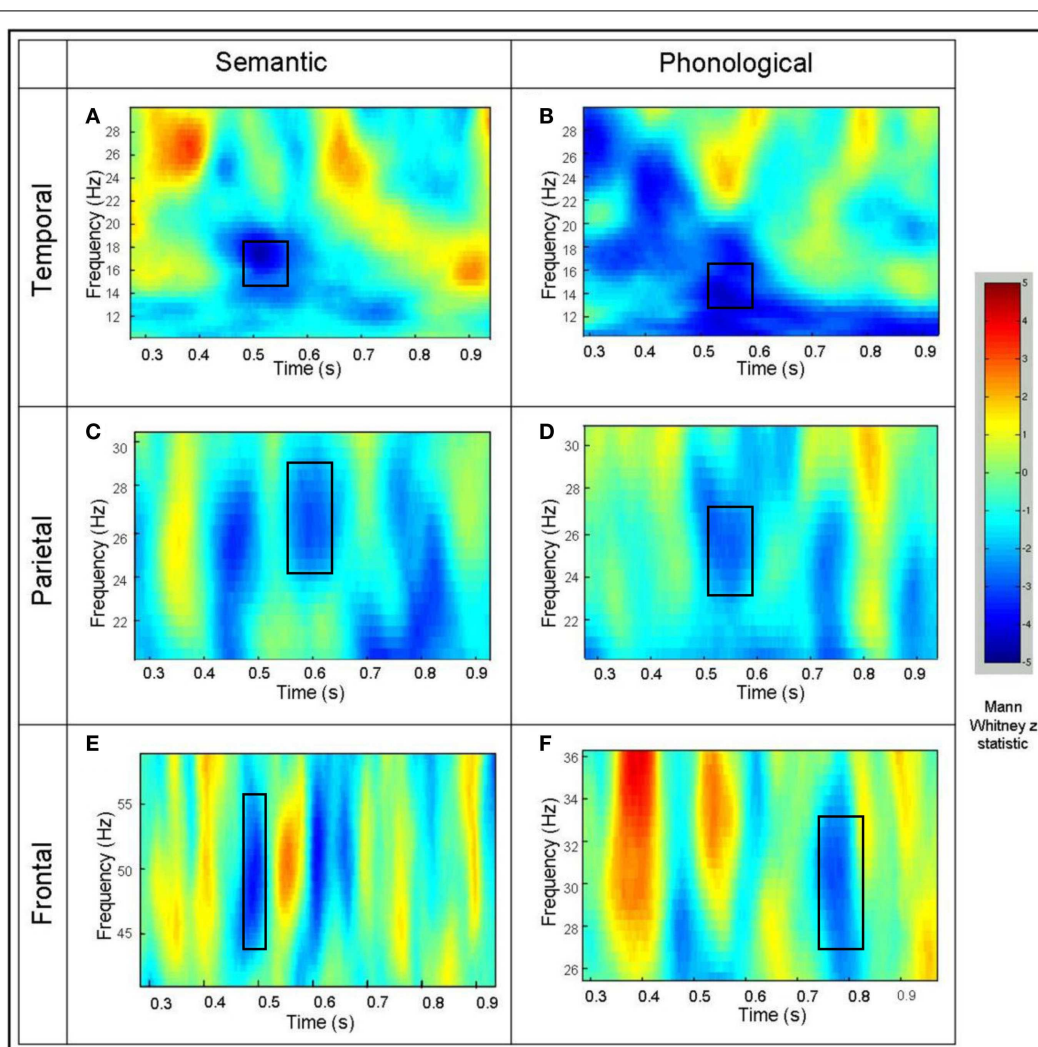 Semantic Phonological
Temporal
A
Frequency (Hz)
28
26
24
22
20
18
16
14
12
0.3 0.4 0.5 0.6 0.7 0.8 0.9
Time (s)
B
Frequency (Hz)
28
26
24
22
20
18
16
14
12
0.3 0.4 0.5 0.6 0.7 0.8 0.9
Time (s)
Parietal
C
Frequency (Hz)
30
28
26
24
22
0.3 0.4 0.5 0.6 0.7 0.8 0.9
Time (s)
D
Frequency (Hz)
30
28
26
24
22
0.3 0.4 0.5 0.6 0.7 0.8 0.9
Time (s)
Frontal
E
Frequency (Hz)
55
50
45
0.3 0.4 0.5 0.6 0.7 0.8 0.9
Time (s)
F
Frequency (Hz)
36
34
32
30
28
26
0.3 0.4 0.5 0.6 0.7 0.8 0.9
Time (s)
5
4
3
2
1
0
-1
-2
-3
-4
-5
Mann
Whitney z
statistic